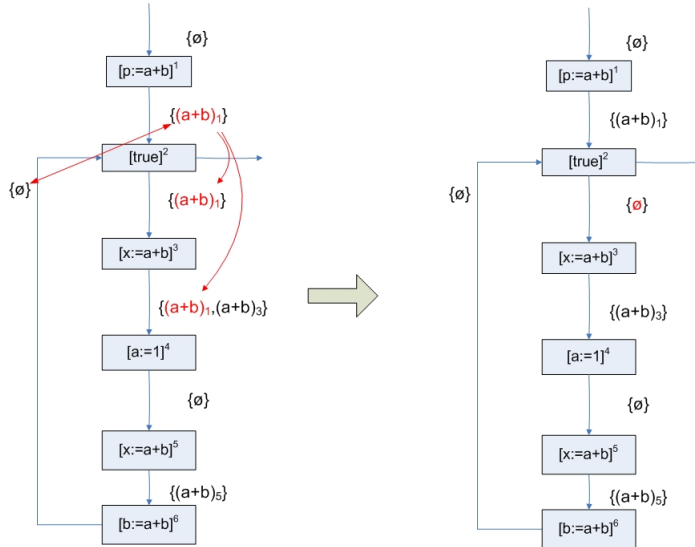 {ø}
[p:=a+b]¹
{(a+b)₁}
[true]²
{ø}
{(a+b)₁}
[x:=a+b]³
{(a+b)₁,(a+b)₃}
[a:=1]⁴
{ø}
[x:=a+b]⁵
{(a+b)₅}
[b:=a+b]⁶
{ø}
[p:=a+b]¹
{(a+b)₁}
[true]²
{ø}
{ø}
[x:=a+b]³
{(a+b)₃}
[a:=1]⁴
{ø}
[x:=a+b]⁵
{(a+b)₅}
[b:=a+b]⁶